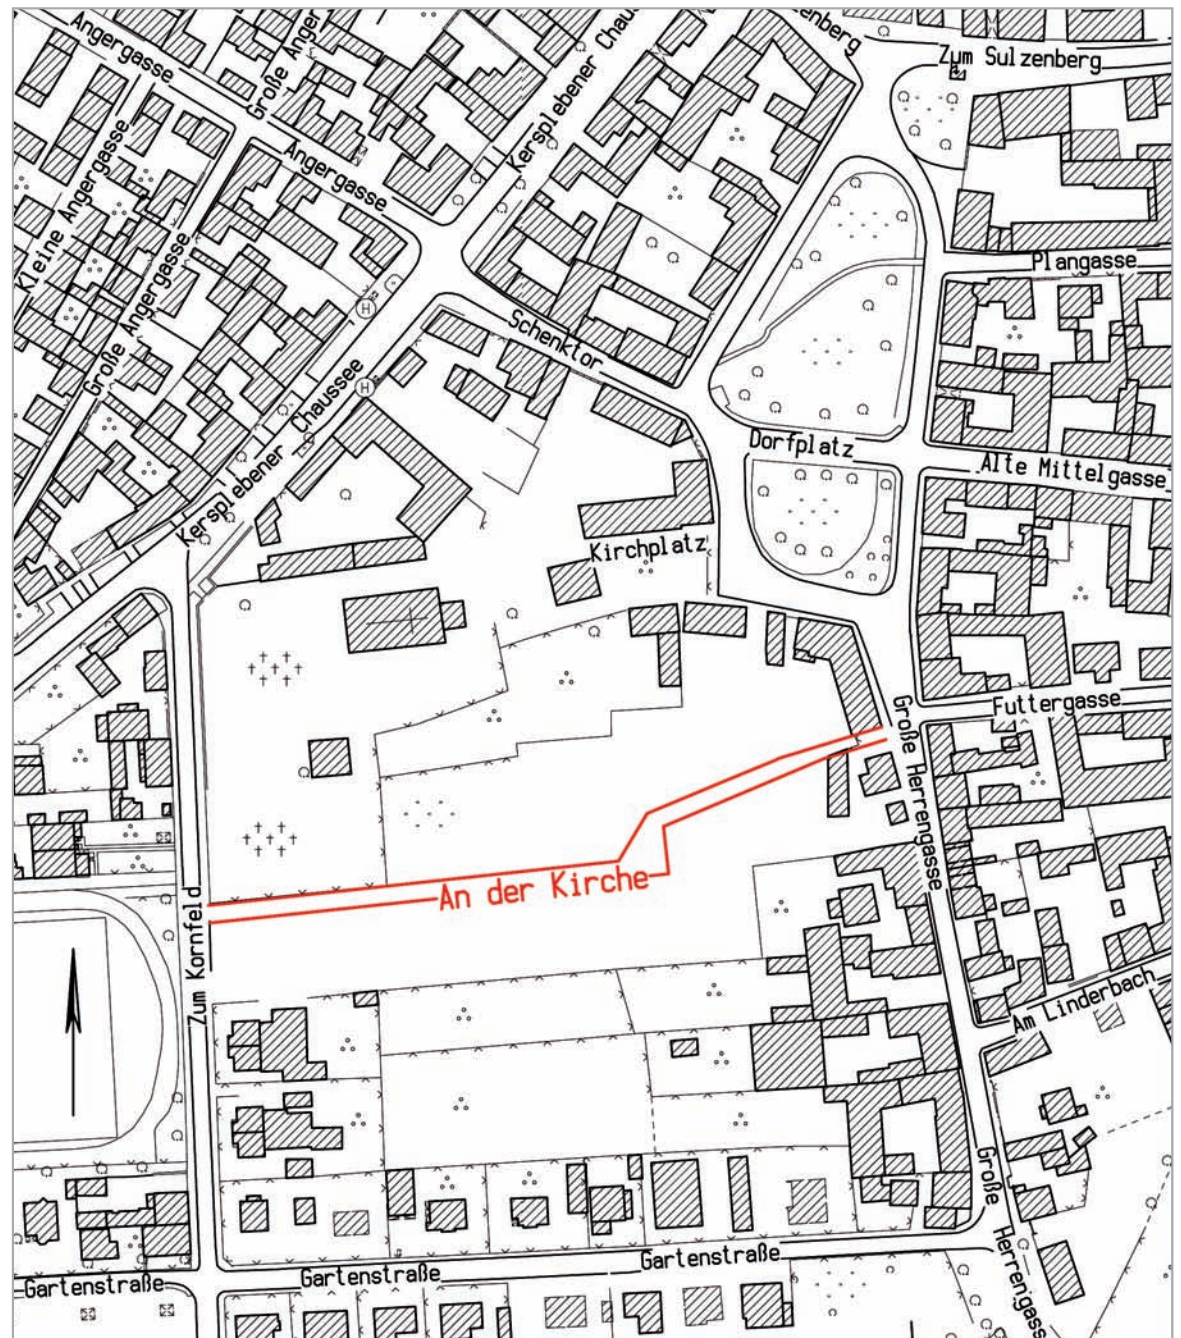 Angergasse
Große Anger
Kersplebener Chau
Zum Sulzenberg
Kleine Angergasse
Angergasse
Große Angergasse
Plangasse
H
Schenktor
H
Kersplebener Chaussee
Dorfplatz
Alte Mittelgasse
Kirchplatz
Große Herrengasse
Futtergasse
An der Kirche
Zum Kornfeld
Am Linderbach
Große Herrengass
Gartenstraße
Gartenstraße
Gartenstraße